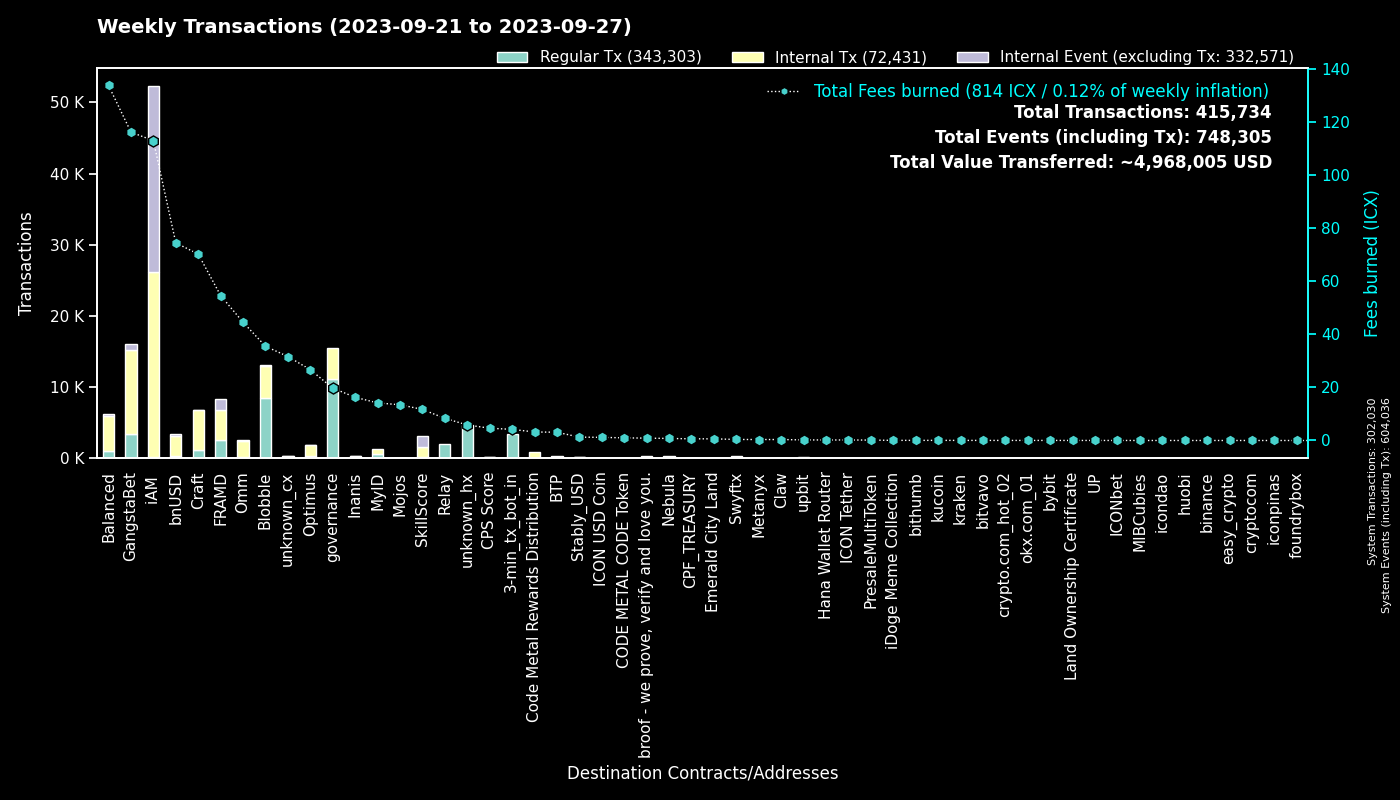 Weekly Transactions (2023-09-21 to 2023-09-27)
Regular Tx (343,303)
Internal Tx (72,431)
Internal Event (excluding Tx: 332,571)
Total Fees burned (814 ICX / 0.12% of weekly inflation)
Total Transactions: 415,734
Total Events (including Tx): 748,305
Total Value Transferred: ~4,968,005 USD
Transactions
50 K
40 K
30 K
20 K
10 K
0 K
140
120
100
80
60
40
20
0
Fees burned (ICX)
Balanced
GangstaBet
iAM
bnUSD
Craft
FRAMD
Omm
Blobble
unknown_cx
Optimus
governance
Inanis
MyID
Mojos
SkillScore
Relay
unknown_hx
CPS Score
3-min_tx_bot_in
Code Metal Rewards Distribution
BTP
Stably_USD
ICON USD Coin
CODE METAL CODE Token
broof - we prove, verify and love you.
Nebula
CPF_TREASURY
Emerald City Land
Swyftx
Metanyx
Claw
upbit
Hana Wallet Router
ICON Tether
PresaleMultiToken
iDoge Meme Collection
bithumb
kucoin
kraken
bitvavo
crypto.com_hot_02
okx.com_01
bybit
Land Ownership Certificate
UP
ICONbet
MIBCubies
icondao
huobi
binance
easy_crypto
cryptocom
iconpinas
foundrybox
Destination Contracts/Addresses
System Transactions: 302,030
System Events (including Tx): 604,036